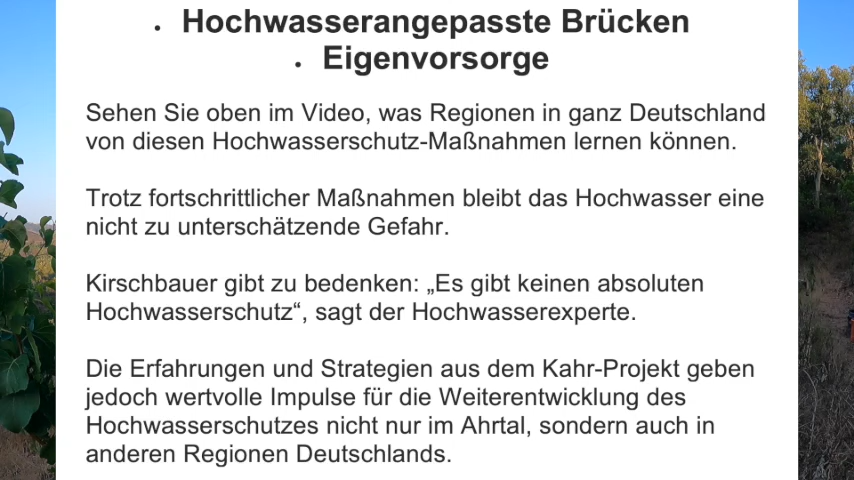 • Hochwasserangepasste Brücken
• Eigenvorsorge
Sehen Sie oben im Video, was Regionen in ganz Deutschland
von diesen Hochwasserschutz-Maßnahmen lernen können.
Trotz fortschrittlicher Maßnahmen bleibt das Hochwasser eine
nicht zu unterschätzende Gefahr.
Kirschbauer gibt zu bedenken: „Es gibt keinen absoluten
Hochwasserschutz“, sagt der Hochwasserexperte.
Die Erfahrungen und Strategien aus dem Kahr-Projekt geben
jedoch wertvolle Impulse für die Weiterentwicklung des
Hochwasserschutzes nicht nur im Ahrtal, sondern auch in
anderen Regionen Deutschlands.